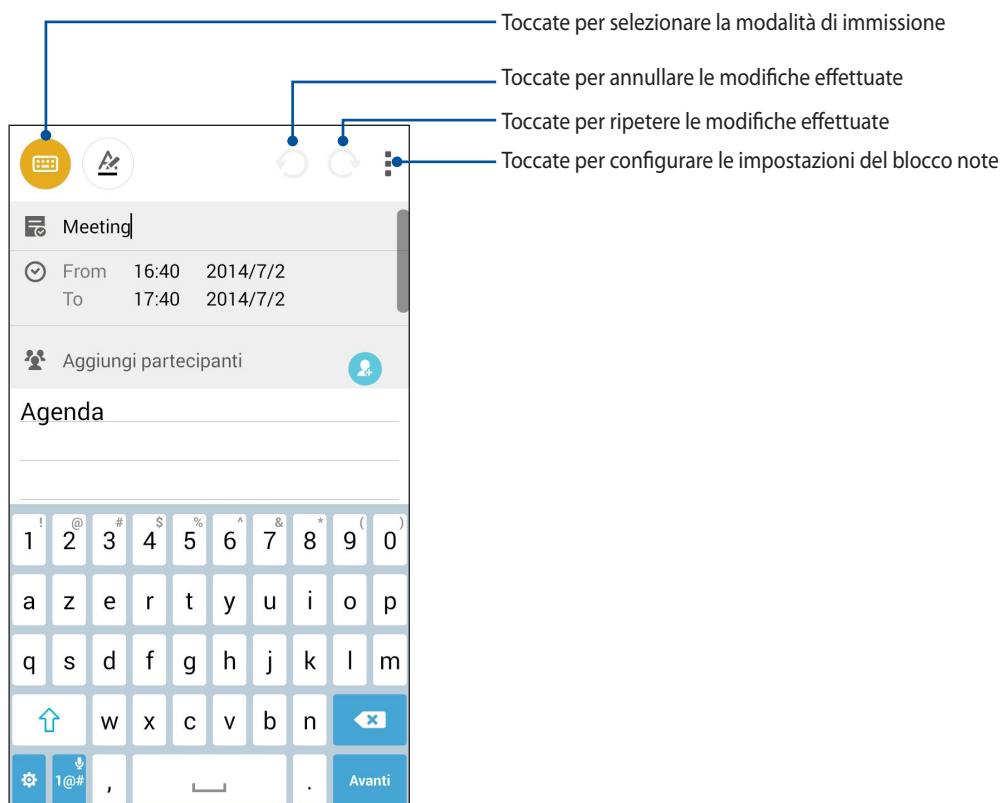 Toccate per selezionare la modalità di immissione
Toccate per annullare le modifiche effettuate
Toccate per ripetere le modifiche effettuate
Toccate per configurare le impostazioni del blocco note
Meeting
From 16:40 2014/7/2
To 17:40 2014/7/2
Aggiungi partecipanti
Agenda
! @ # $ % ^ & * ( )
1 2 3 4 5 6 7 8 9 0
a z e r t y u i o p
q s d f g h j k l m
w x c v b n
1@# , . Avanti